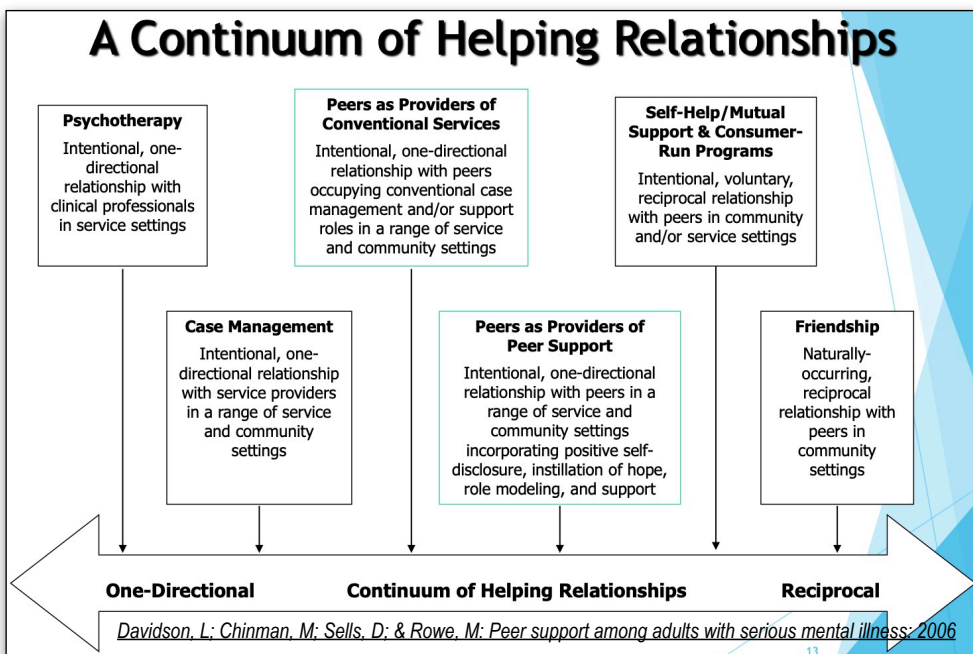 A Continuum of Helping Relationships
Psychotherapy
Intentional, one-
directional
relationship with
clinical professionals
in service settings
Peers as Providers of
Conventional Services
Intentional, one-directional
relationship with peers
occupying conventional case
management and/or support
roles in a range of service
and community settings
Self-Help/Mutual
Support & Consumer-
Run Programs
Intentional, voluntary,
reciprocal relationship
with peers in community
and/or service settings
Case Management
Intentional, one-
directional relationship
with service providers
in a range of service
and community
settings
Peers as Providers of
Peer Support
Intentional, one-directional
relationship with peers in a
range of service and
community settings
incorporating positive self-
disclosure, instillation of hope,
role modeling, and support
Friendship
Naturally-
occurring,
reciprocal
relationship with
peers in
community
settings
One-Directional
Continuum of Helping Relationships
Reciprocal
Davidson, L; Chinman, M; Sells, D; & Rowe, M: Peer support among adults with serious mental illness: 2006
13